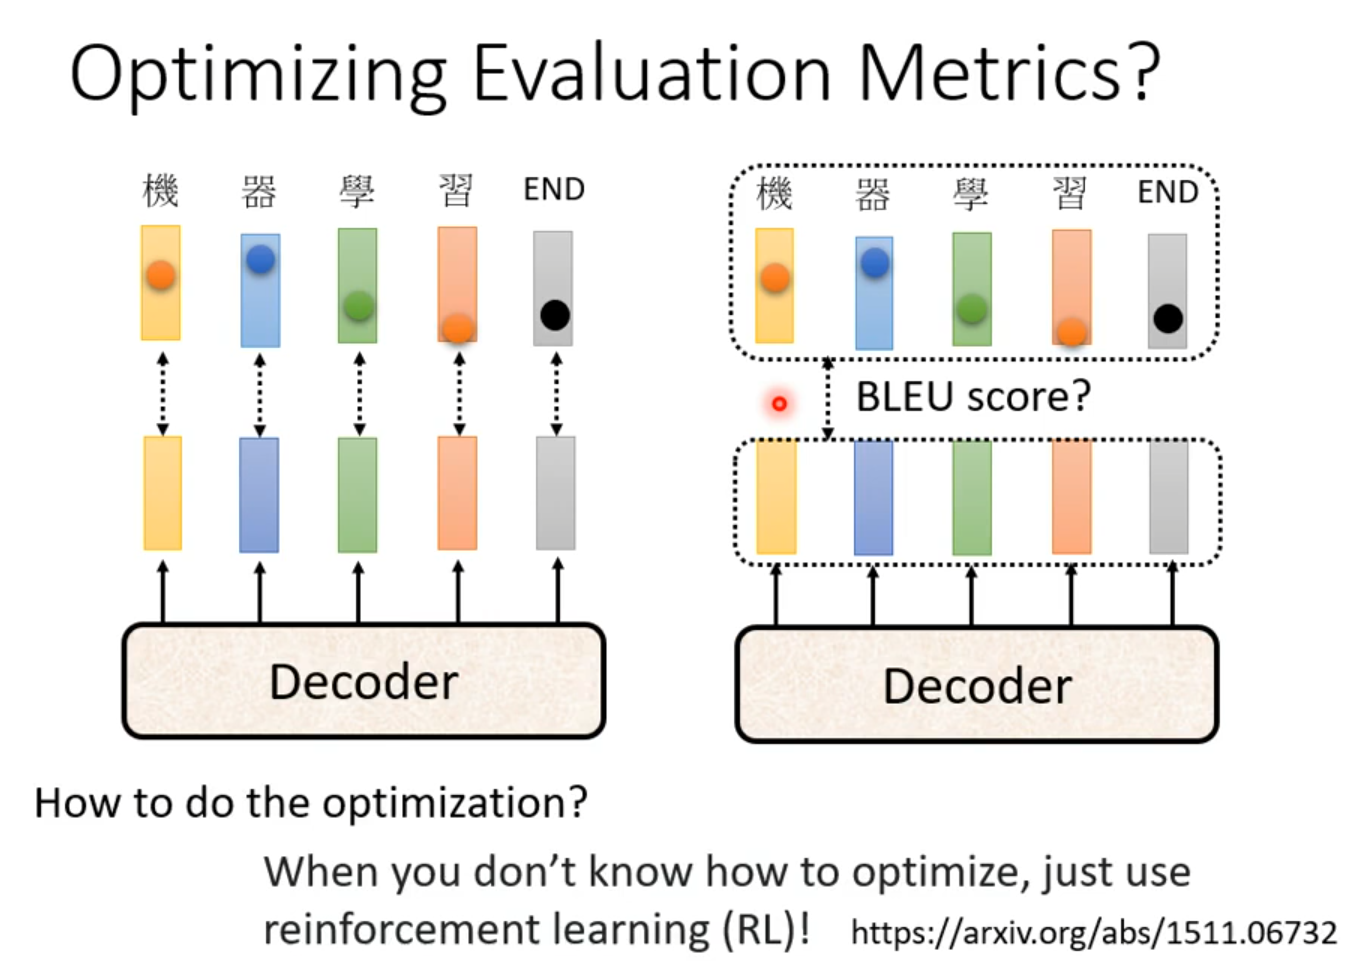 Optimizing Evaluation Metrics?
機 器 學 習 END
機 器 學 習 END
BLEU score?
Decoder
Decoder
How to do the optimization?
When you don't know how to optimize, just use
reinforcement learning (RL)! https://arxiv.org/abs/1511.06732